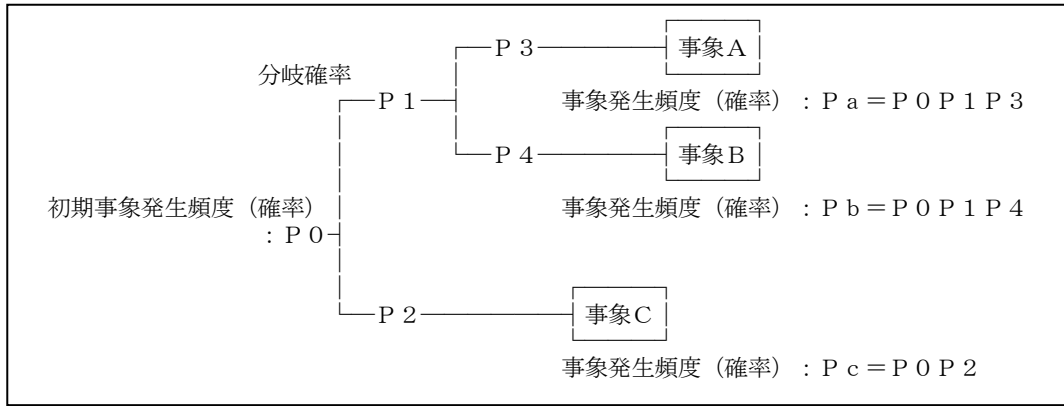 Ｐ３ 事象Ａ
分岐確率
Ｐ１ 事象発生頻度（確率）：Ｐａ＝Ｐ０Ｐ１Ｐ３
Ｐ４ 事象Ｂ
初期事象発生頻度（確率） 事象発生頻度（確率）：Ｐｂ＝Ｐ０Ｐ１Ｐ４
：Ｐ０
Ｐ２ 事象Ｃ
事象発生頻度（確率）：Ｐｃ＝Ｐ０Ｐ２